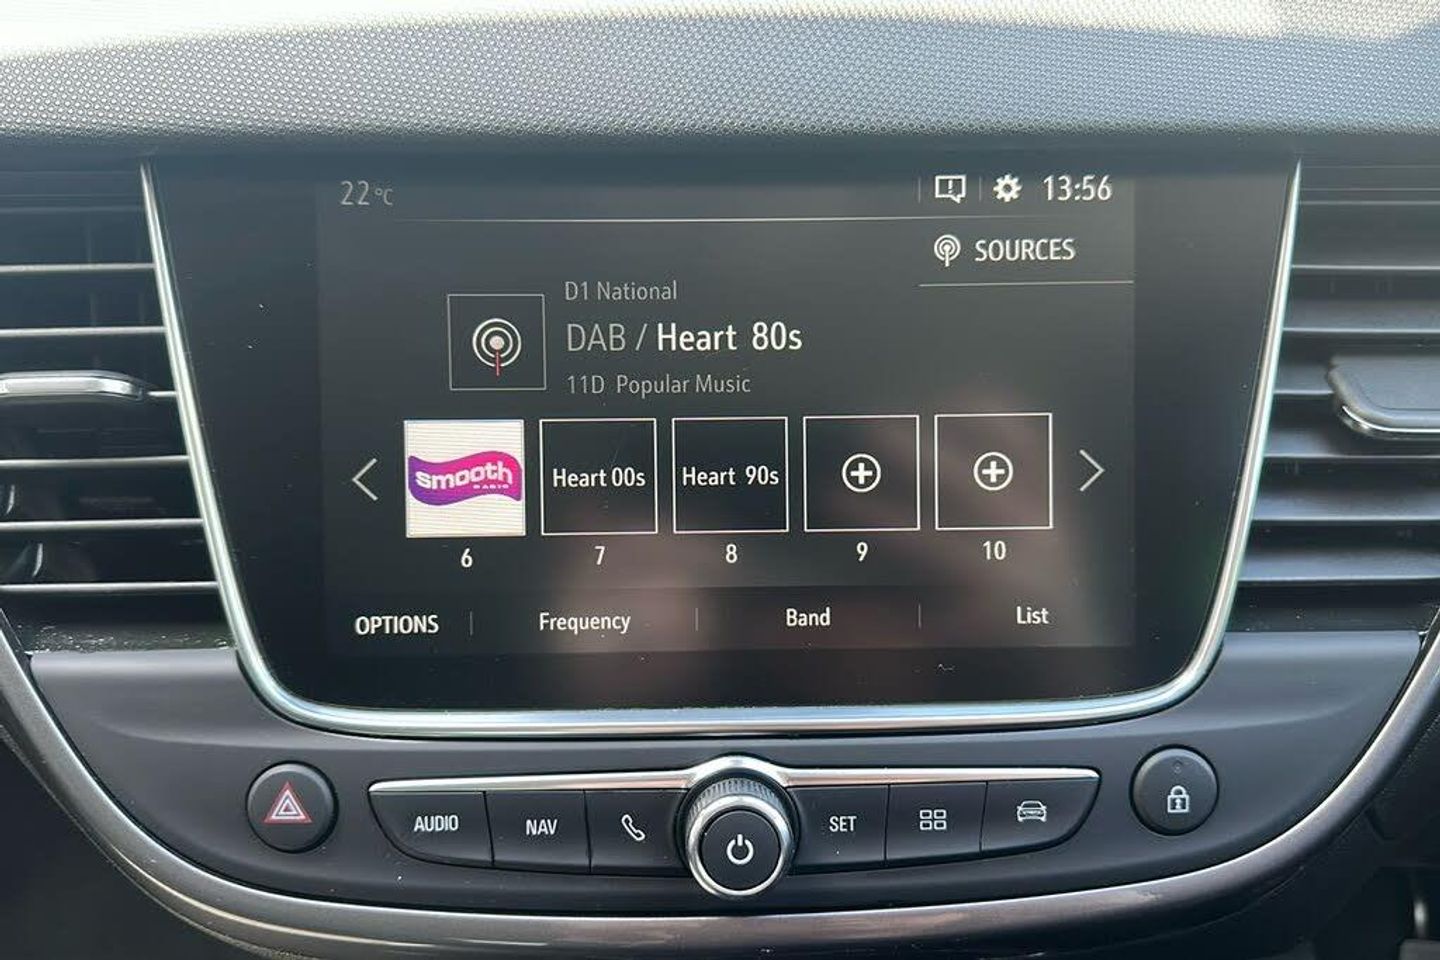 22°C
13:56
SOURCES
D1 National
DAB / Heart 80s
11D Popular Music
smooth
RADIO
Heart 00s
Heart 90s
6 7 8 9 10
OPTIONS Frequency Band List
AUDIO NAV SET